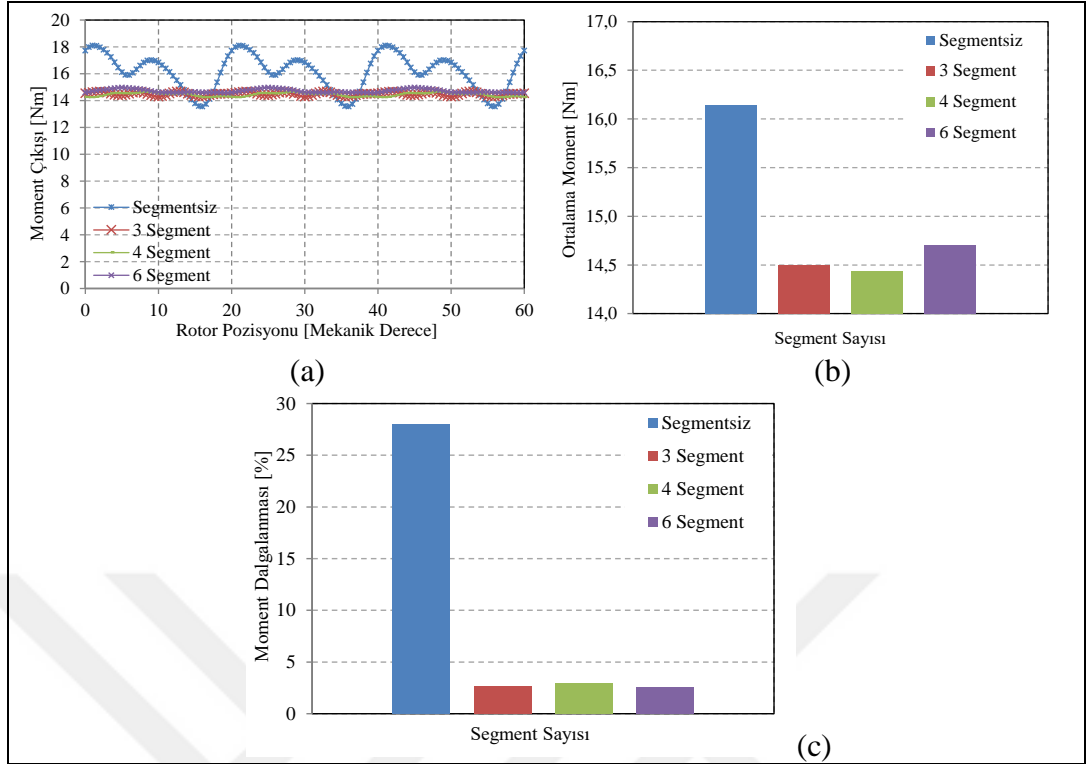 20
18
16
14
12
10
8
6
4
2
0
Moment Çıkışı [Nm]
Segmentsiz
3 Segment
4 Segment
6 Segment
0 10 20 30 40 50 60
Rotor Pozisyonu [Mekanik Derece]
(a)
17,0
16,5
16,0
15,5
15,0
14,5
14,0
Ortalama Moment [Nm]
Segmentsiz
3 Segment
4 Segment
6 Segment
Segment Sayısı
(b)
30
25
20
15
10
5
0
Moment Dalgalanması [%]
Segmentsiz
3 Segment
4 Segment
6 Segment
Segment Sayısı
(c)